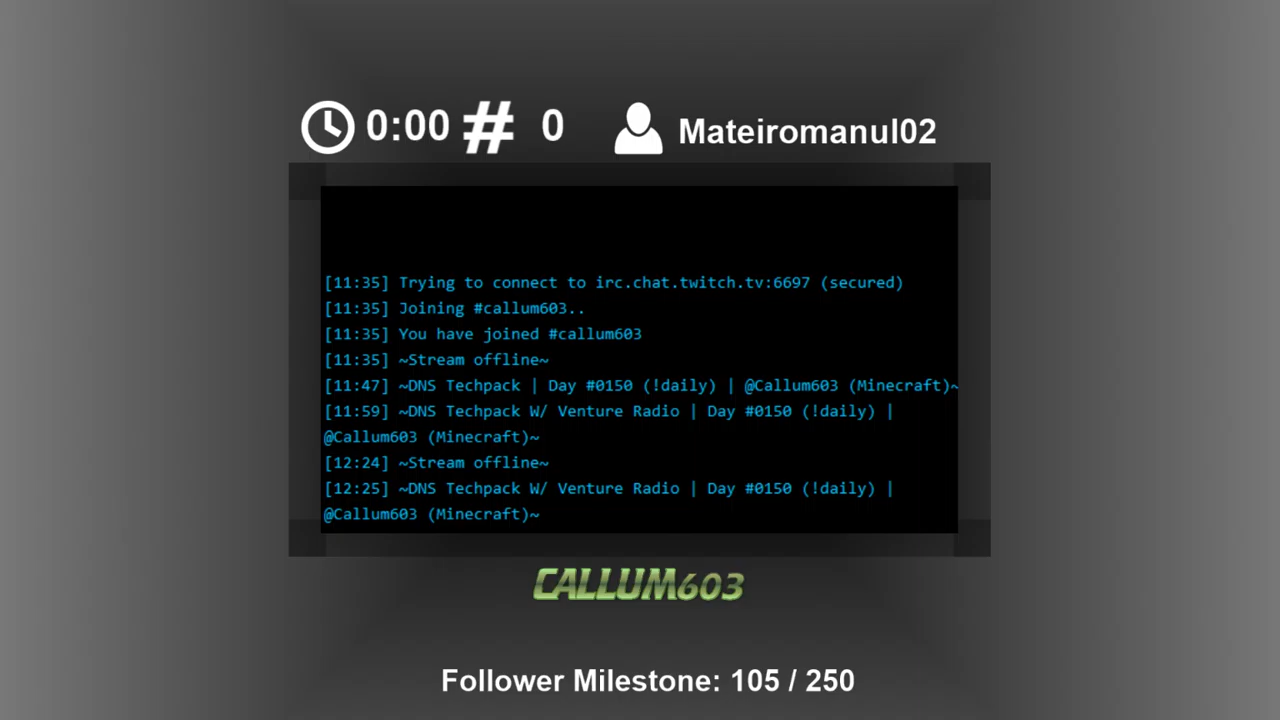 0:00 # 0 Mateiromanul02
[11:35] Trying to connect to irc.chat.twitch.tv:6697 (secured)
[11:35] Joining #callum603..
[11:35] You have joined #callum603
[11:35] ~Stream offline~
[11:47] ~DNS Techpack | Day #0150 (!daily) | @Callum603 (Minecraft)~
[11:59] ~DNS Techpack W/ Venture Radio | Day #0150 (!daily) |
@Callum603 (Minecraft)~
[12:24] ~Stream offline~
[12:25] ~DNS Techpack W/ Venture Radio | Day #0150 (!daily) |
@Callum603 (Minecraft)~
CALLUM603
Follower Milestone: 105 / 250